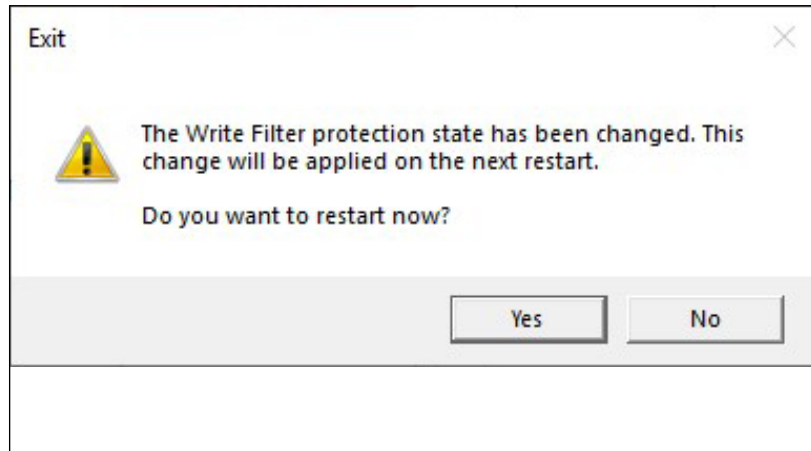 Exit
The Write Filter protection state has been changed. This
change will be applied on the next restart.
Do you want to restart now?
Yes
No